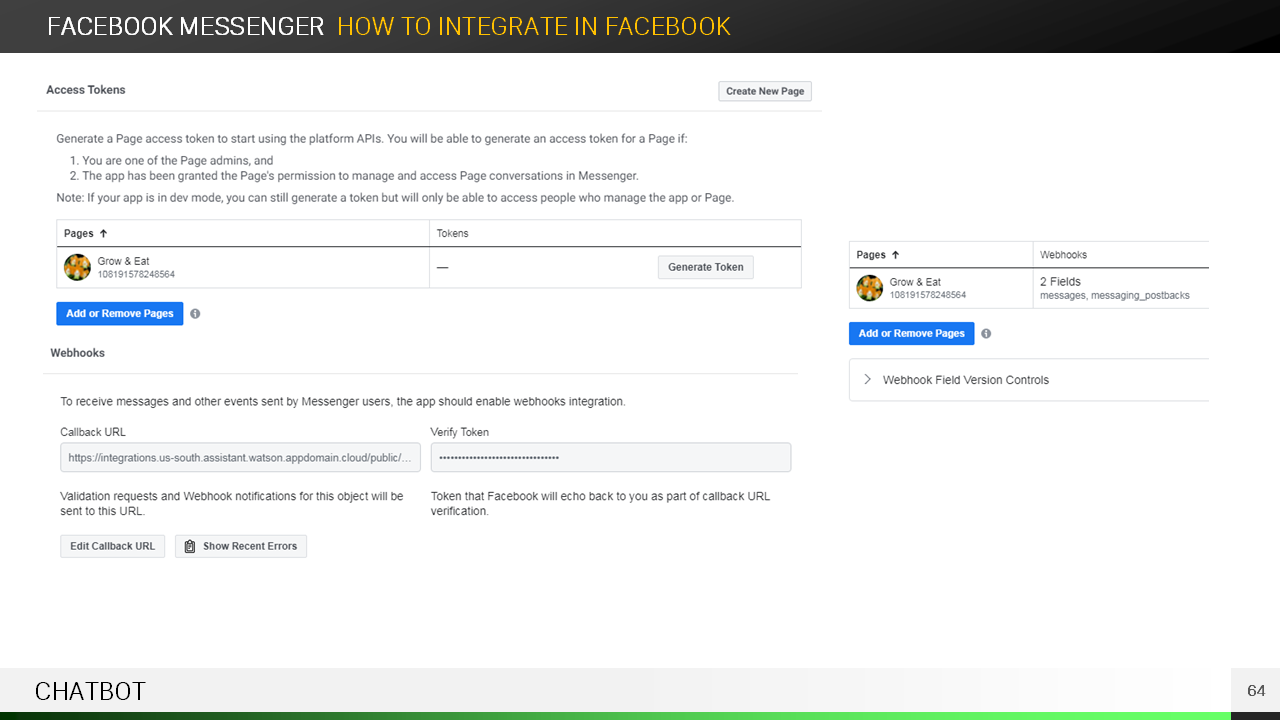 FACEBOOK MESSENGER HOW TO INTEGRATE IN FACEBOOK
Access Tokens
Create New Page
Generate a Page access token to start using the platform APIs. You will be able to generate an access token for a Page if:
1. You are one of the Page admins, and
2. The app has been granted the Page's permission to manage and access Page conversations in Messenger.
Note: If your app is in dev mode, you can still generate a token but will only be able to access people who manage the app or Page.
Pages ↑ Tokens
Grow & Eat
108191578248564
— Generate Token
Add or Remove Pages
Webhooks
To receive messages and other events sent by Messenger users, the app should enable webhooks integration.
Callback URL Verify Token
https://integrations.us-south.assistant.watson.appdomain.cloud/public/... ••••••••••••••••••••••••••••••••
Validation requests and Webhook notifications for this object will be
sent to this URL.
Token that Facebook will echo back to you as part of callback URL
verification.
Edit Callback URL Show Recent Errors
Pages ↑ Webhooks
Grow & Eat
108191578248564
2 Fields
messages, messaging_postbacks
Add or Remove Pages
Webhook Field Version Controls
CHATBOT
64